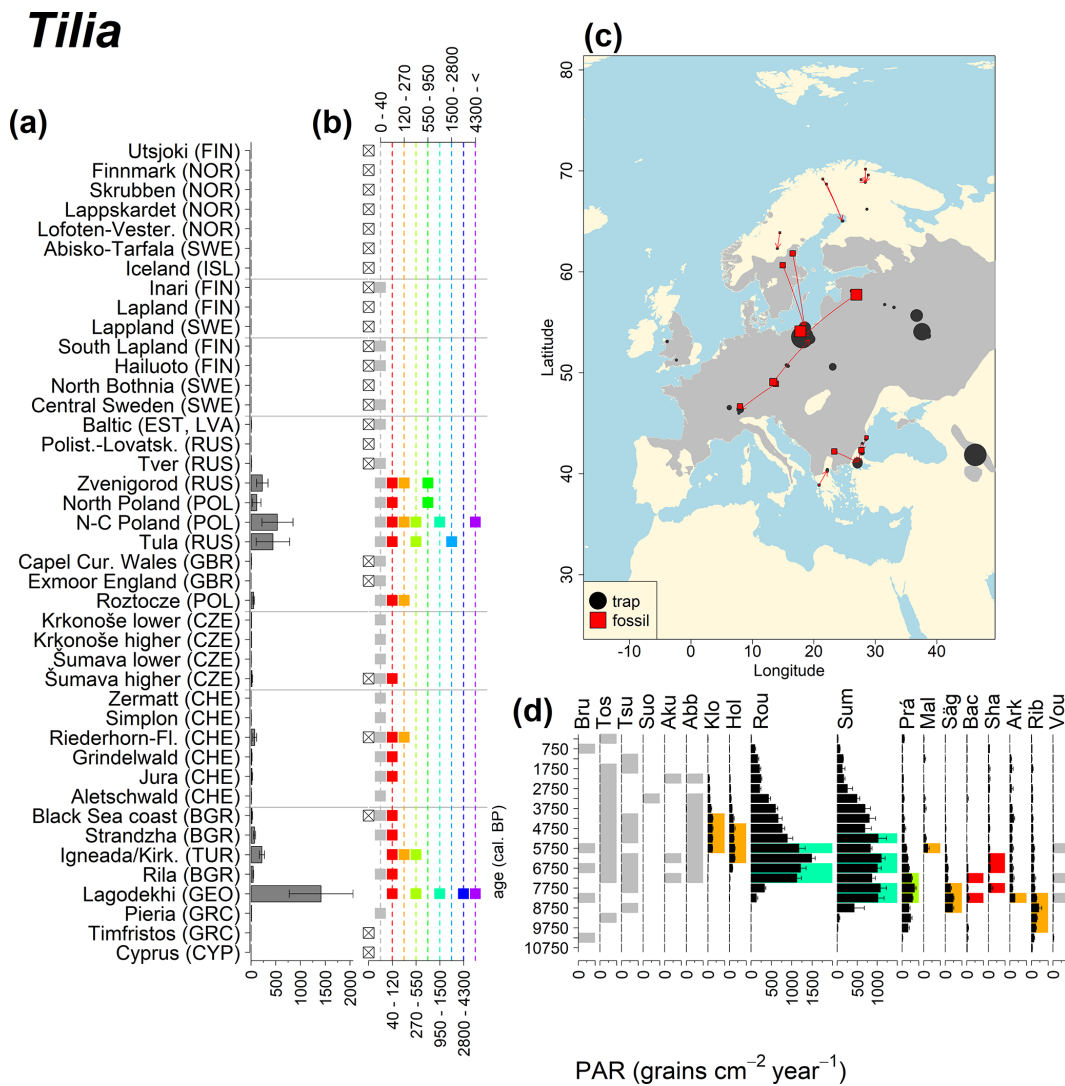 Tilia
(a)
(b)
(c)
(d)
0 - 40
120 - 270
550 - 950
1500 - 2800
4300 - <
Utsjoki (FIN)
Finnmark (NOR)
Skrubben (NOR)
Lappskardet (NOR)
Lofoten-Vester. (NOR)
Abisko-Tarfala (SWE)
Iceland (ISL)
Inari (FIN)
Lapland (FIN)
Lappland (SWE)
South Lapland (FIN)
Hailuoto (FIN)
North Bothnia (SWE)
Central Sweden (SWE)
Baltic (EST, LVA)
Polist.-Lovatsk. (RUS)
Tver (RUS)
Zvenigorod (RUS)
North Poland (POL)
N-C Poland (POL)
Tula (RUS)
Capel Cur. Wales (GBR)
Exmoor England (GBR)
Roztocze (POL)
Krkonoše lower (CZE)
Krkonoše higher (CZE)
Šumava lower (CZE)
Šumava higher (CZE)
Zermatt (CHE)
Simplon (CHE)
Riederhorn-Fl. (CHE)
Grindelwald (CHE)
Jura (CHE)
Aletschwald (CHE)
Black Sea coast (BGR)
Strandzha (BGR)
Igneada/Kirk. (TUR)
Rila (BGR)
Lagodekhi (GEO)
Pieria (GRC)
Timfristos (GRC)
Cyprus (CYP)
0 500 1000 1500 2000
0
40 - 120
270 - 550
950 - 1500
2800 - 4300
Latitude
80
70
60
50
40
30
trap
fossil
-10 0 10 20 30 40
Longitude
Bru Tos Tsu Suo Aku Abb Klo Hol Rou Sum Prá Mal Ság Bac Sha Ark Rib Vou
age (cal. BP)
750
1750
2750
3750
4750
5750
6750
7750
8750
9750
10750
0 0 0 0 0 0 0 0 0 500 1000 1500 0 500 1000 0 0 0 0 0 0 0 0
PAR (grains cm−2 year−1)